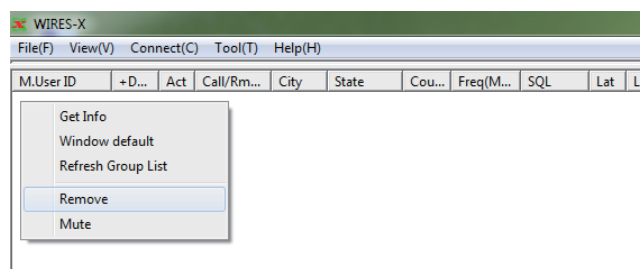 WIRES-X
File(F) View(V) Connect(C) Tool(T) Help(H)
M.User ID +D... Act Call/Rm... City State Cou... Freq(M... SQL Lat L
Get Info
Window default
Refresh Group List
Remove
Mute